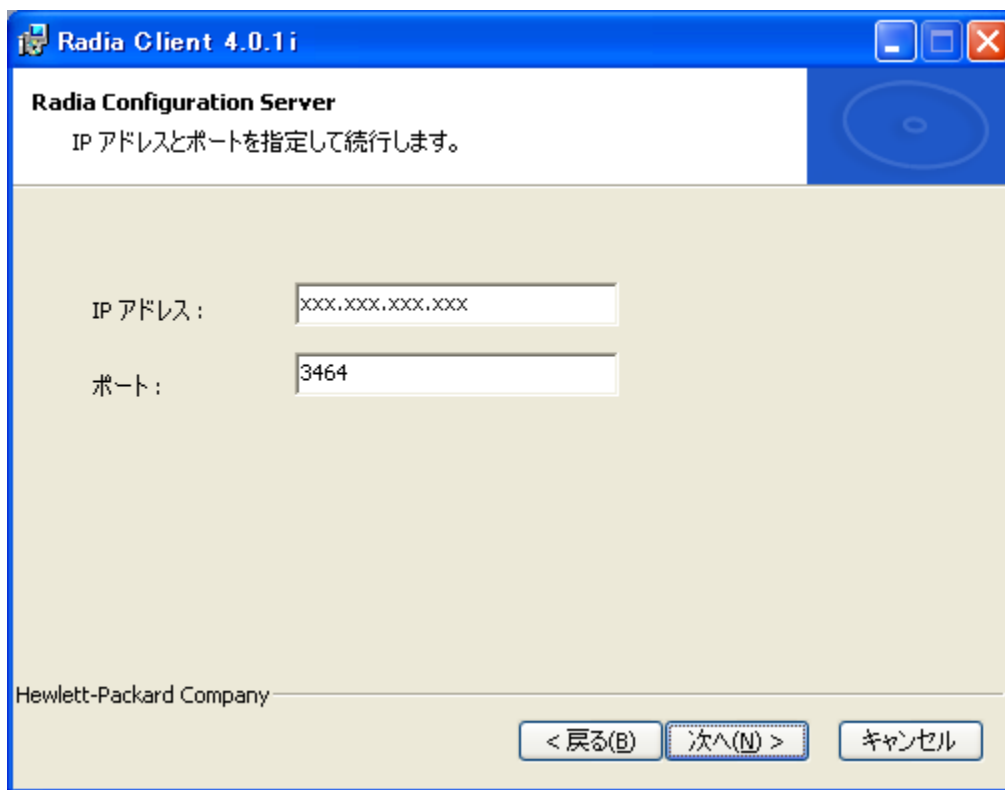 Radia Client 4.0.1i
Radia Configuration Server
IP アドレスとポートを指定して続行します。
IP アドレス :
xxx.xxx.xxx.xxx
ポート :
3464
Hewlett-Packard Company
< 戻る(B)
次へ(N) >
キャンセル